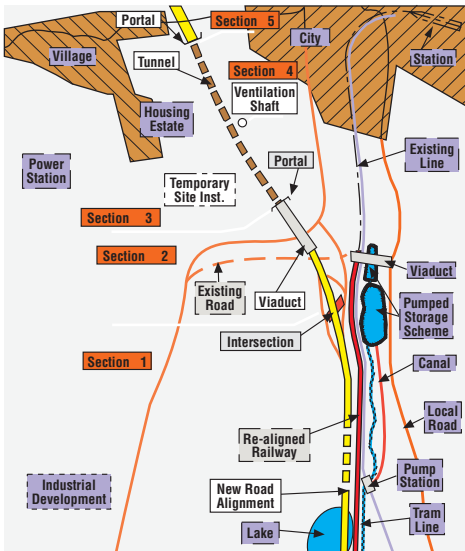 Portal
Section 5
City
Station
Village
Tunnel
Section 4
Ventilation
Shaft
Housing
Estate
Existing
Line
Power
Station
Temporary
Site Inst.
Portal
Section 3
Section 2
Existing
Road
Viaduct
Viaduct
Pumped
Storage
Scheme
Intersection
Section 1
Canal
Local
Road
Re-aligned
Railway
Pump
Station
Industrial
Development
New Road
Alignment
Tram
Line
Lake